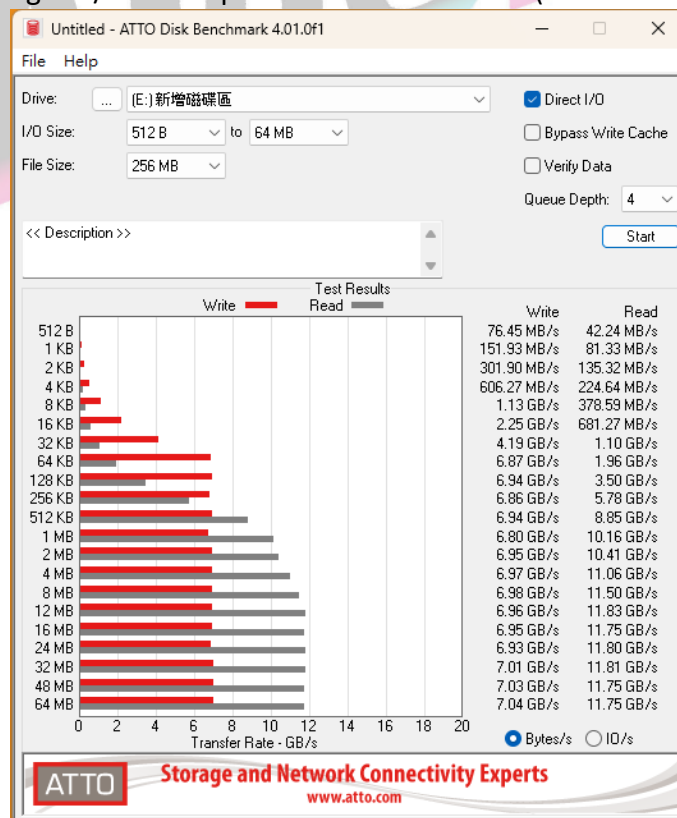 Untitled - ATTO Disk Benchmark 4.01.0f1
File Help
Drive: ... (E:)新增磁碟區 Direct I/O
I/O Size: 512 B to 64 MB Bypass Write Cache
File Size: 256 MB Verify Data
Queue Depth: 4
<< Description >> Start
Test Results
Write Read Write Read
512 B 76.45 MB/s 42.24 MB/s
1 KB 151.93 MB/s 81.33 MB/s
2 KB 301.90 MB/s 135.32 MB/s
4 KB 606.27 MB/s 224.64 MB/s
8 KB 1.13 GB/s 378.59 MB/s
16 KB 2.25 GB/s 681.27 MB/s
32 KB 4.19 GB/s 1.10 GB/s
64 KB 6.87 GB/s 1.96 GB/s
128 KB 6.94 GB/s 3.50 GB/s
256 KB 6.86 GB/s 5.78 GB/s
512 KB 6.94 GB/s 8.85 GB/s
1 MB 6.80 GB/s 10.16 GB/s
2 MB 6.95 GB/s 10.41 GB/s
4 MB 6.97 GB/s 11.06 GB/s
8 MB 6.98 GB/s 11.50 GB/s
12 MB 6.96 GB/s 11.83 GB/s
16 MB 6.95 GB/s 11.75 GB/s
24 MB 6.93 GB/s 11.80 GB/s
32 MB 7.01 GB/s 11.81 GB/s
48 MB 7.03 GB/s 11.75 GB/s
64 MB 7.04 GB/s 11.75 GB/s
0 2 4 6 8 10 12 14 16 18 20
Transfer Rate - GB/s Bytes/s IO/s
ATTO Storage and Network Connectivity Experts
www.atto.com